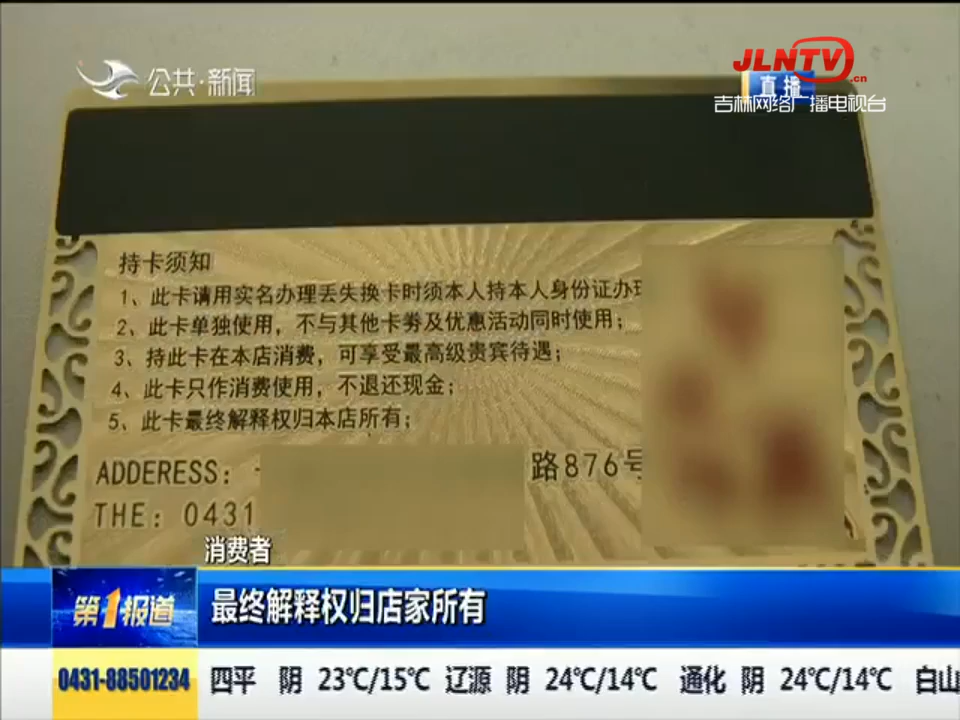 公共·新闻
JLNTV.cn
直播
吉林网络广播电视台
持卡须知
1、此卡请用实名办理丢失换卡时须本人持本人身份证办理
2、此卡单独使用，不与其他卡劵及优惠活动同时使用；
3、持此卡在本店消费，可享受最高级贵宾待遇；
4、此卡只作消费使用，不退还现金；
5、此卡最终解释权归本店所有；
ADDERESS: 路876号
THE: 0431
消费者
第1报道
最终解释权归店家所有
0431-88501234
四平 阴 23℃/15℃ 辽源 阴 24℃/14℃ 通化 阴 24℃/14℃ 白山